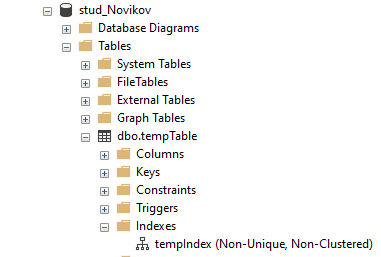 stud_Novikov
Database Diagrams
Tables
System Tables
FileTables
External Tables
Graph Tables
dbo.tempTable
Columns
Keys
Constraints
Triggers
Indexes
tempIndex (Non-Unique, Non-Clustered)